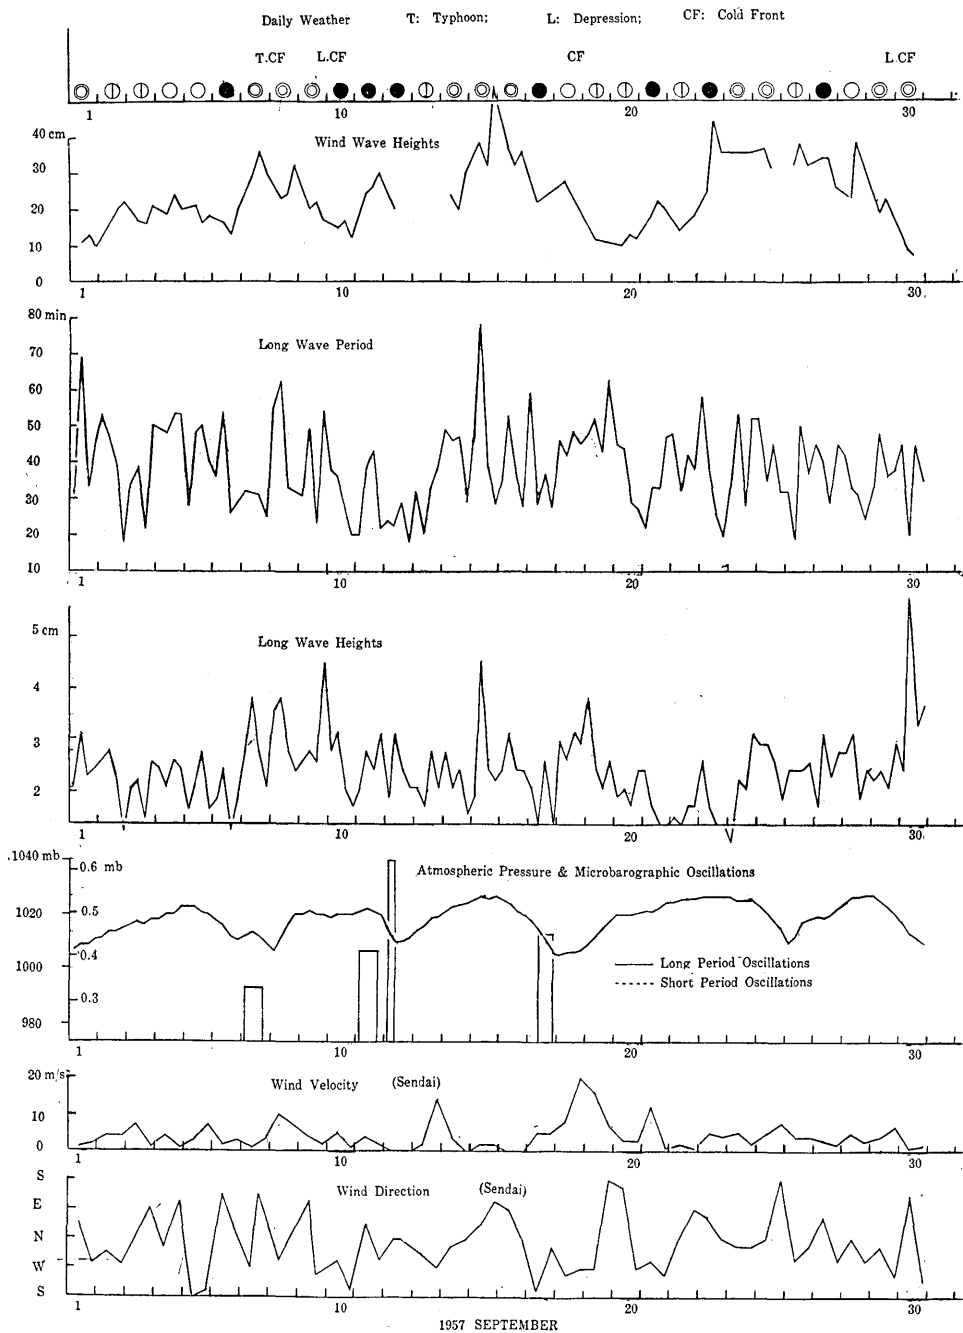 Daily Weather T: Typhoon; L: Depression; CF: Cold Front
T.CF L.CF CF L.CF
1 10 20 30
40 cm
Wind Wave Heights
30
20
10
0
1 10 20 30
80 min
Long Wave Period
70
60
50
40
30
20
10
1 10 20 30
5 cm
Long Wave Heights
4
3
2
1 10 20 30
1040 mb
0.6 mb
Atmospheric Pressure & Microbarographic Oscillations
1020
0.5
0.4
1000
Long Period Oscillations
Short Period Oscillations
0.3
980
1 10 20 30
20 m/s
Wind Velocity (Sendai)
10
0
1 10 20 30
S
Wind Direction (Sendai)
E
N
W
S
1 10 20 30
1957 SEPTEMBER